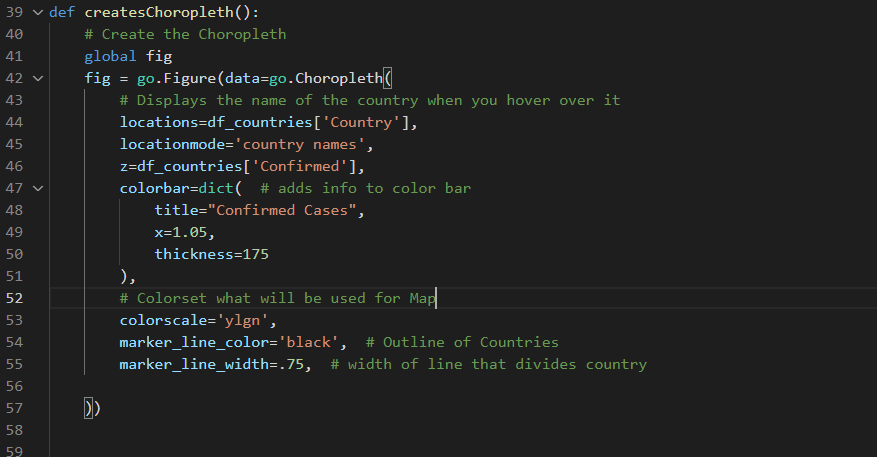 39 def createsChoropleth():
40     # Create the Choropleth
41     global fig
42     fig = go.Figure(data=go.Choropleth(
43         # Displays the name of the country when you hover over it
44         locations=df_countries['Country'],
45         locationmode='country names',
46         z=df_countries['Confirmed'],
47         colorbar=dict(  # adds info to color bar
48             title="Confirmed Cases",
49             x=1.05,
50             thickness=175
51         ),
52         # Colorset what will be used for Map
53         colorscale='ylgn',
54         marker_line_color='black',  # Outline of Countries
55         marker_line_width=.75,  # width of line that divides country
56
57     ))
58
59